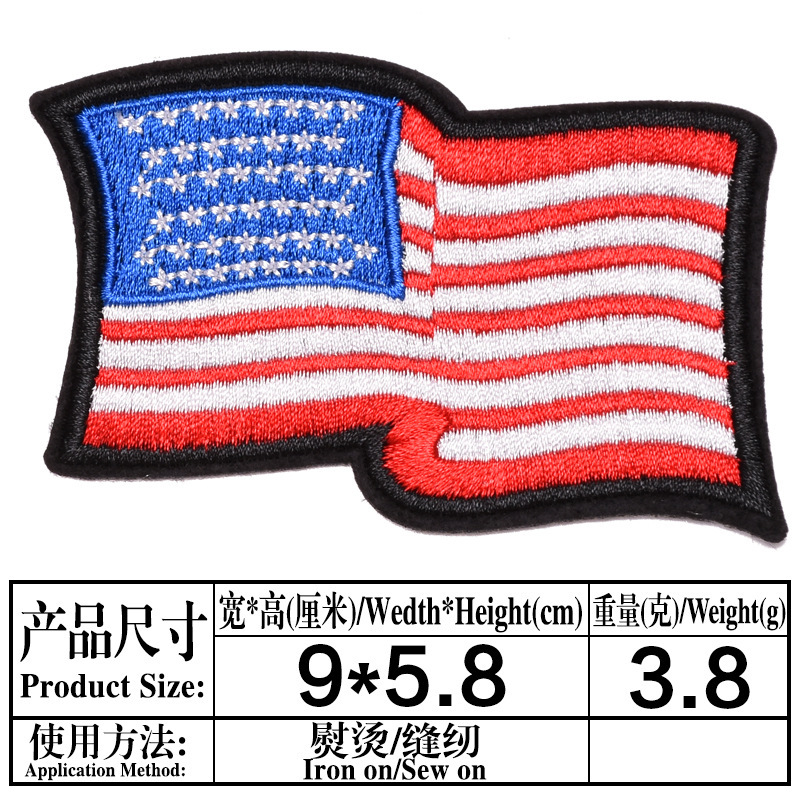 产品尺寸
Product Size:
宽*高(厘米)/Wedth*Height(cm)
重量(克)/Weight(g)
9*5.8
3.8
使用方法:
Application Method:
熨烫/缝纫
Iron on/Sew on